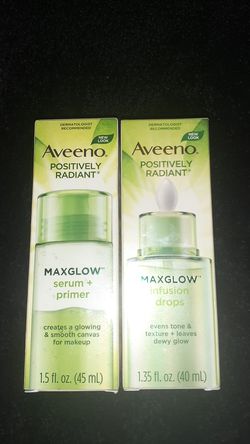 DERMATOLOGIST
RECOMMENDED
NEW
LOOK
Aveeno®
POSITIVELY
RADIANT®
MAXGLOW™
serum +
primer
creates a glowing
& smooth canvas
for makeup
1.5 fl. oz. (45 mL)
DERMATOLOGIST
RECOMMENDED
NEW
LOOK
Aveeno®
POSITIVELY
RADIANT®
MAXGLOW™
infusion
drops
evens tone &
texture + leaves
dewy glow
1.35 fl. oz. (40 mL)